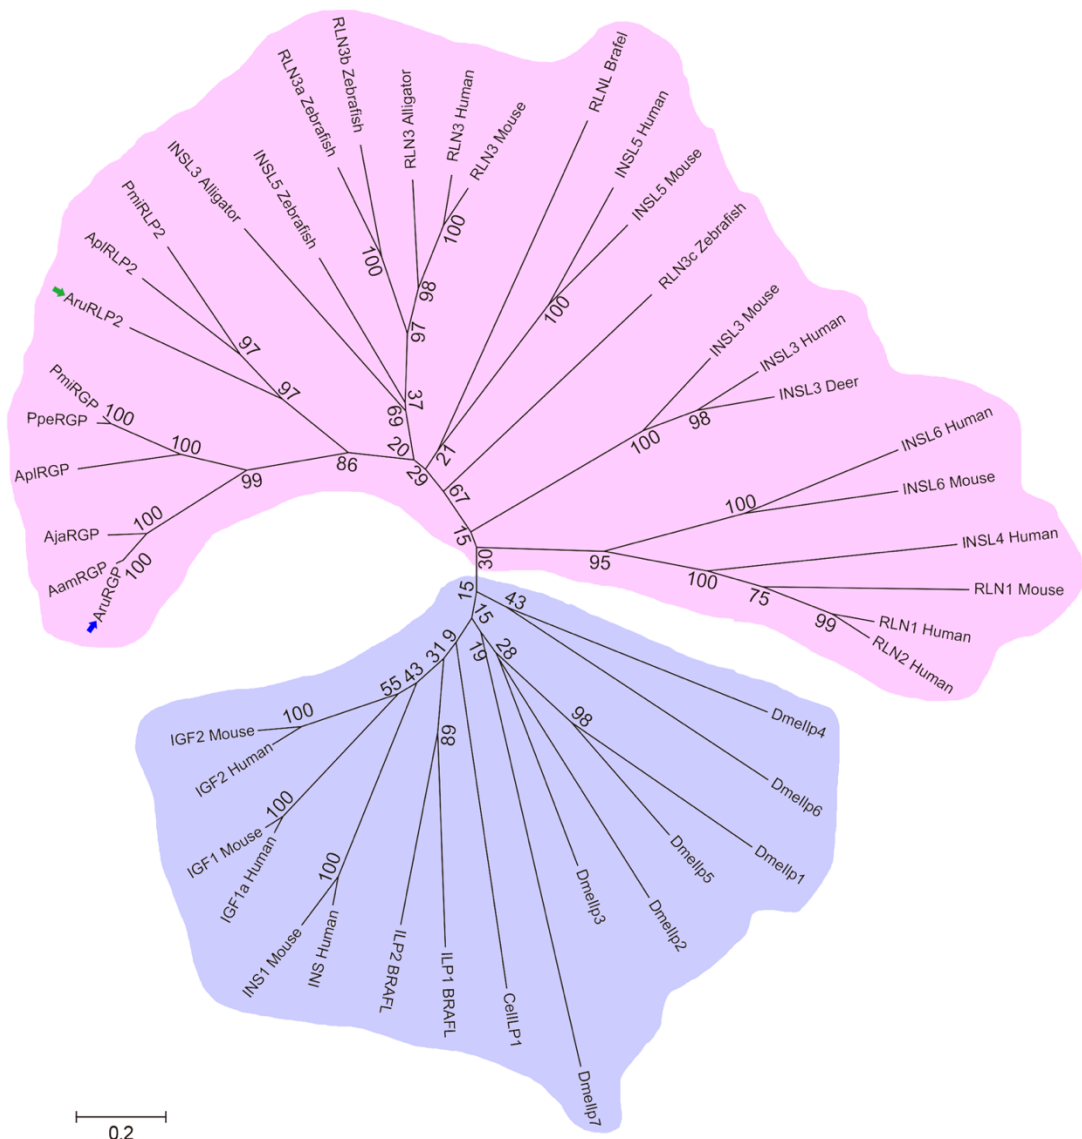 RLN3b Zebrafish
RLN3a Zebrafish
RLN3 Alligator
RLN3 Human
RLN3 Mouse
RLNL Brafel
INSL5 Human
INSL5 Mouse
RLN3c Zebrafish
INSL3 Alligator
INSL5 Zebrafish
PmiRLP2
AplRLP2
AruRLP2
PmiRGP
PpeRGP
AplRGP
AjaRGP
AamRGP
AruRGP
INSL3 Mouse
INSL3 Human
INSL3 Deer
INSL6 Human
INSL6 Mouse
INSL4 Human
RLN1 Mouse
RLN1 Human
RLN2 Human
100
100
98
97
100
97
97
37
69
20
29
21
67
15
30
86
99
100
100
100
100
100
98
100
95
100
75
99
15
43
15
28
19
9
31
43
55
100
100
100
89
98
DmeIlp4
DmeIlp6
DmeIlp1
DmeIlp5
DmeIlp2
DmeIlp3
DmeIlp7
CelILP1
ILP1 BRAFL
ILP2 BRAFL
INS Human
INS1 Mouse
IGF1a Human
IGF1 Mouse
IGF2 Human
IGF2 Mouse
0.2